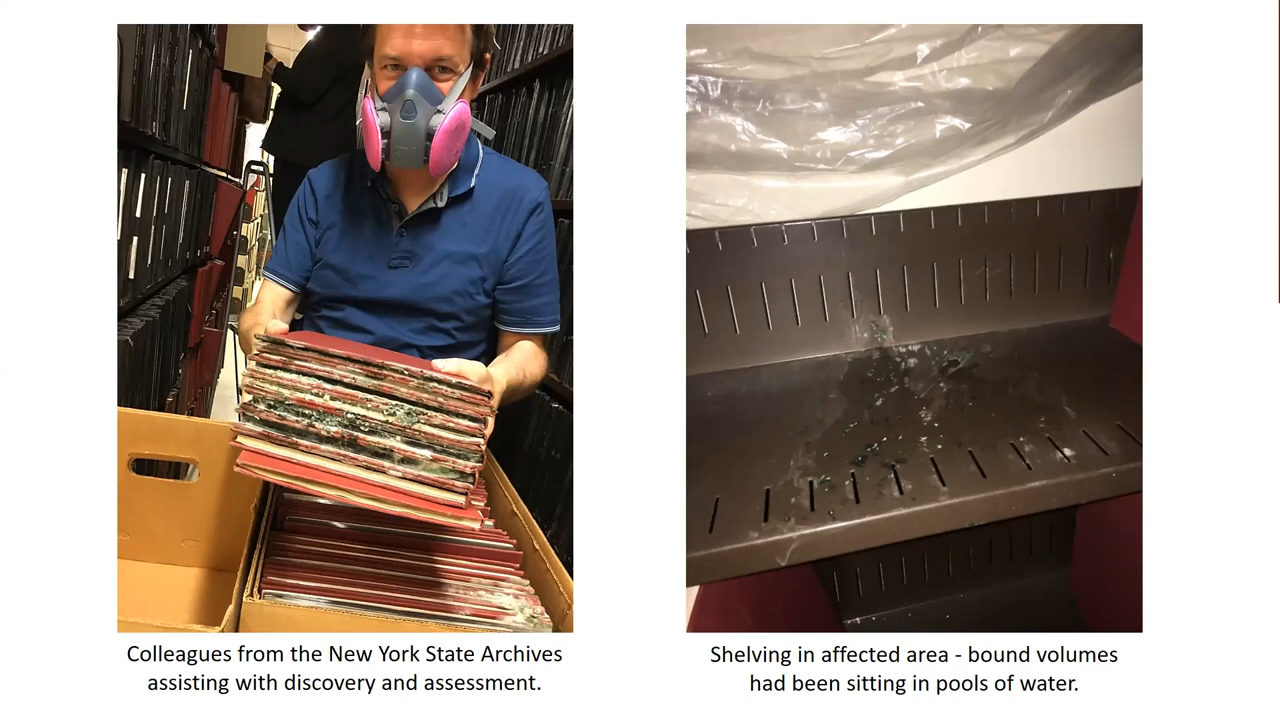 Colleagues from the New York State Archives
assisting with discovery and assessment.
Shelving in affected area - bound volumes
had been sitting in pools of water.